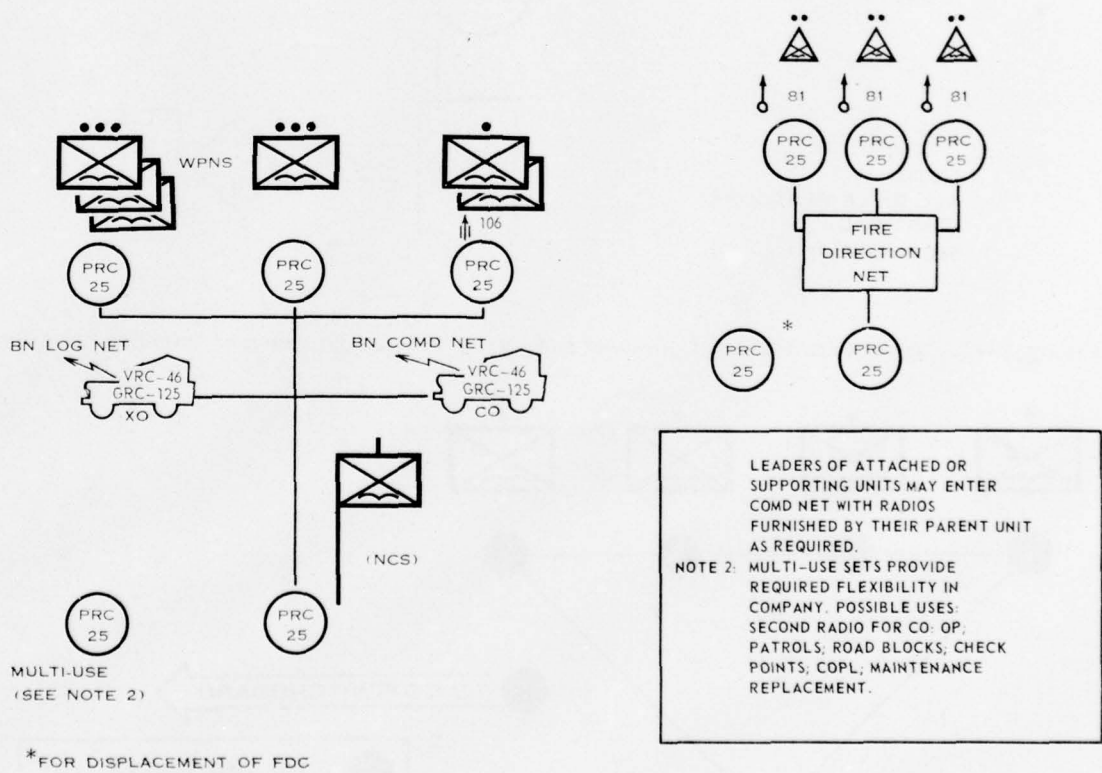 WPNS
106
PRC
25
PRC
25
PRC
25
BN LOG NET
VRC-46
GRC-125
XO
BN COMD NET
VRC-46
GRC-125
CO
(NCS)
PRC
25
MULTI-USE
(SEE NOTE 2)
PRC
25
*FOR DISPLACEMENT OF FDC
81
81
81
PRC
25
PRC
25
PRC
25
FIRE
DIRECTION
NET
PRC
25
*
PRC
25
LEADERS OF ATTACHED OR
SUPPORTING UNITS MAY ENTER
COMD NET WITH RADIOS
FURNISHED BY THEIR PARENT UNIT
AS REQUIRED.
NOTE 2: MULTI-USE SETS PROVIDE
REQUIRED FLEXIBILITY IN
COMPANY. POSSIBLE USES:
SECOND RADIO FOR CO: OP;
PATROLS; ROAD BLOCKS; CHECK
POINTS; COPL; MAINTENANCE
REPLACEMENT.